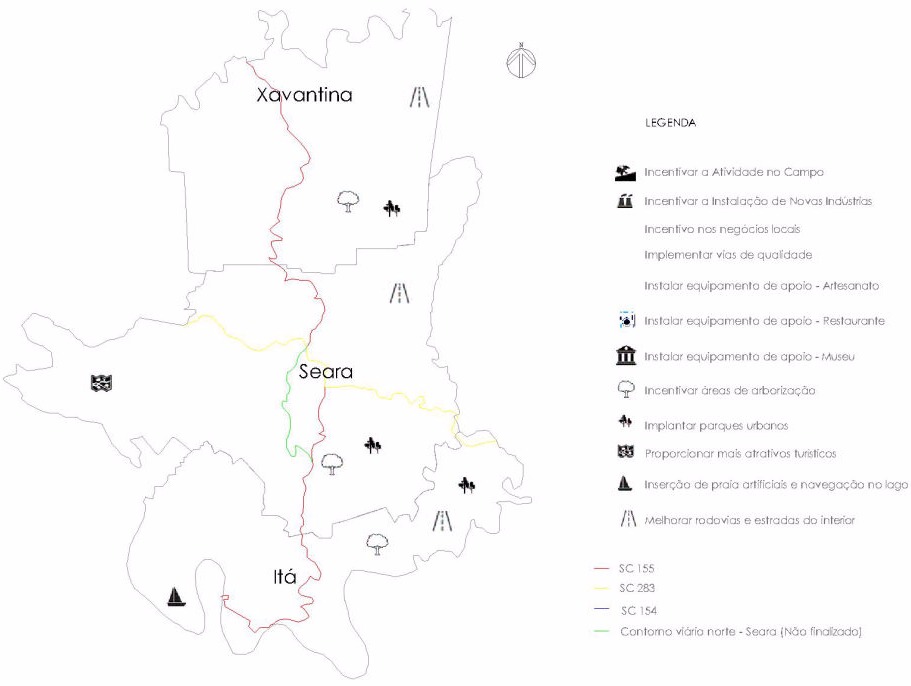 N
Xavantina
Seara
Itá
LEGENDA
Incentivar a Atividade no Campo
Incentivar a Instalação de Novas Indústrias
Incentivo nos negócios locais
Implementar vias de qualidade
Instalar equipamento de apoio - Artesanato
Instalar equipamento de apoio - Restaurante
Instalar equipamento de apoio - Museu
Incentivar áreas de arborização
Implantar parques urbanos
Proporcionar mais atrativos turísticos
Inserção de praia artificiais e navegação no lago
Melhorar rodovias e estradas do interior
SC 155
SC 283
SC 154
Contorno viário norte - Seara (Não finalizado)